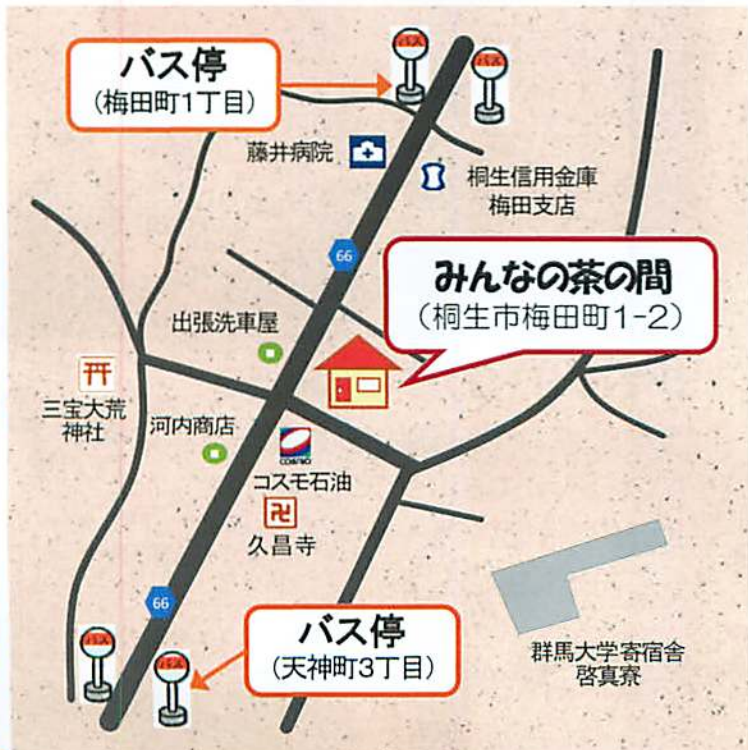 バス停
(梅田町1丁目)
バス
バス
藤井病院
桐生信用金庫
梅田支店
66
みんなの茶の間
(桐生市梅田町1-2)
出張洗車屋
三宝大荒
神社
河内商店
COSMO
コスモ石油
卍
久昌寺
66
バス停
(天神町3丁目)
バス
バス
群馬大学寄宿舎
啓真寮